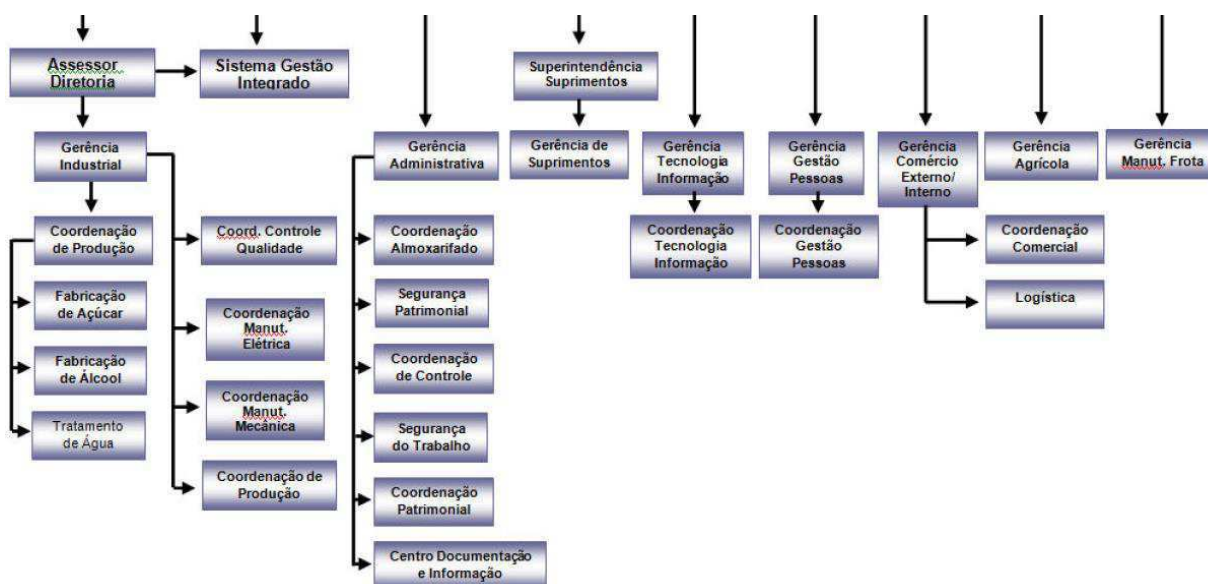 Assessor
Diretoria
Sistema Gestão
Integrado
Superintendência
Suprimentos
Gerência
Industrial
Gerência
Administrativa
Gerência de
Suprimentos
Gerência
Tecnologia
Informação
Gerência
Gestão
Pessoas
Gerência
Comércio
Externo/
Interno
Gerência
Agrícola
Gerência
Manut. Frota
Coordenação
de Produção
Coord. Controle
Qualidade
Coordenação
Almoxarifado
Coordenação
Tecnologia
Informação
Coordenação
Gestão
Pessoas
Coordenação
Comercial
Fabricação
de Açúcar
Coordenação
Manut.
Elétrica
Segurança
Patrimonial
Logística
Fabricação
de Álcool
Coordenação
Manut.
Mecânica
Coordenação
de Controle
Tratamento
de Água
Coordenação de
Produção
Segurança
do Trabalho
Coordenação
Patrimonial
Centro Documentação
e Informação